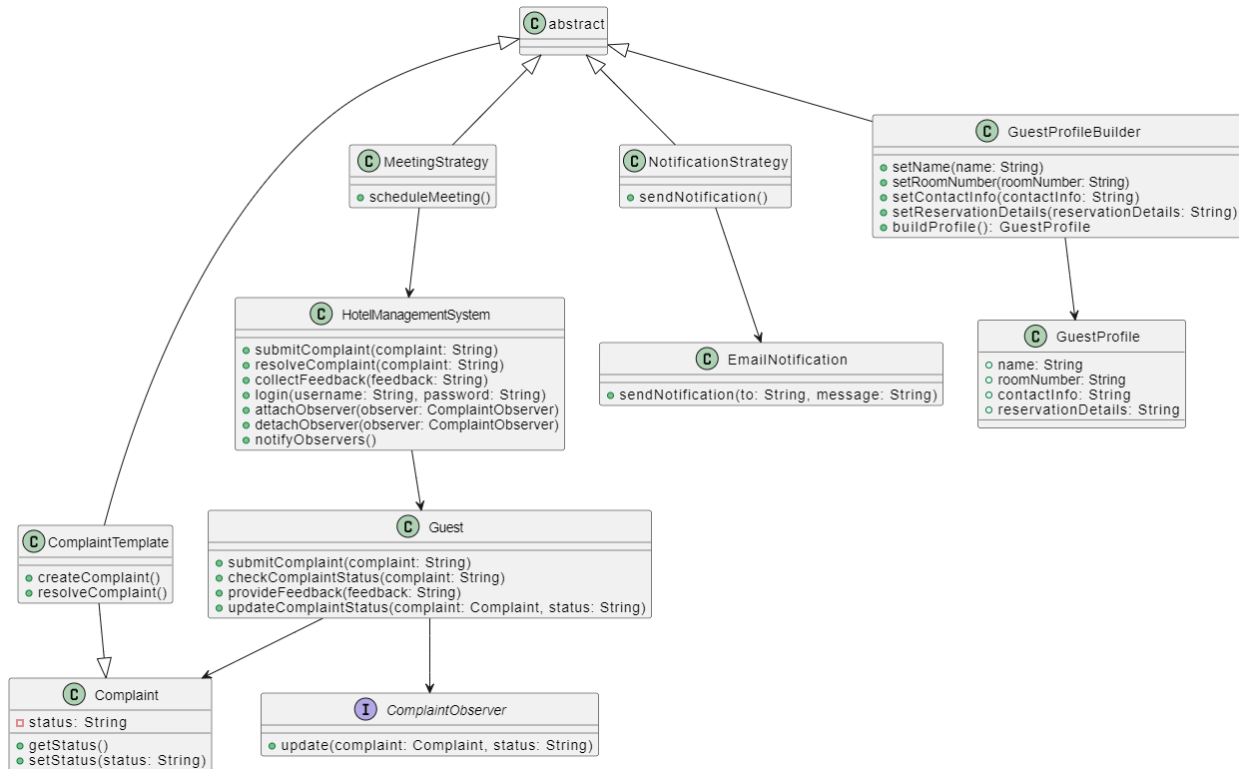 C abstract
C MeetingStrategy
scheduleMeeting()
C NotificationStrategy
sendNotification()
C GuestProfileBuilder
setName(name: String)
setRoomNumber(roomNumber: String)
setContactInfo(contactInfo: String)
setReservationDetails(reservationDetails: String)
buildProfile(): GuestProfile
C HotelManagementSystem
submitComplaint(complaint: String)
resolveComplaint(complaint: String)
collectFeedback(feedback: String)
login(username: String, password: String)
attachObserver(observer: ComplaintObserver)
detachObserver(observer: ComplaintObserver)
notifyObservers()
C EmailNotification
sendNotification(to: String, message: String)
C GuestProfile
name: String
roomNumber: String
contactInfo: String
reservationDetails: String
C ComplaintTemplate
createComplaint()
resolveComplaint()
C Guest
submitComplaint(complaint: String)
checkComplaintStatus(complaint: String)
provideFeedback(feedback: String)
updateComplaintStatus(complaint: Complaint, status: String)
C Complaint
status: String
getStatus()
setStatus(status: String)
I ComplaintObserver
update(complaint: Complaint, status: String)